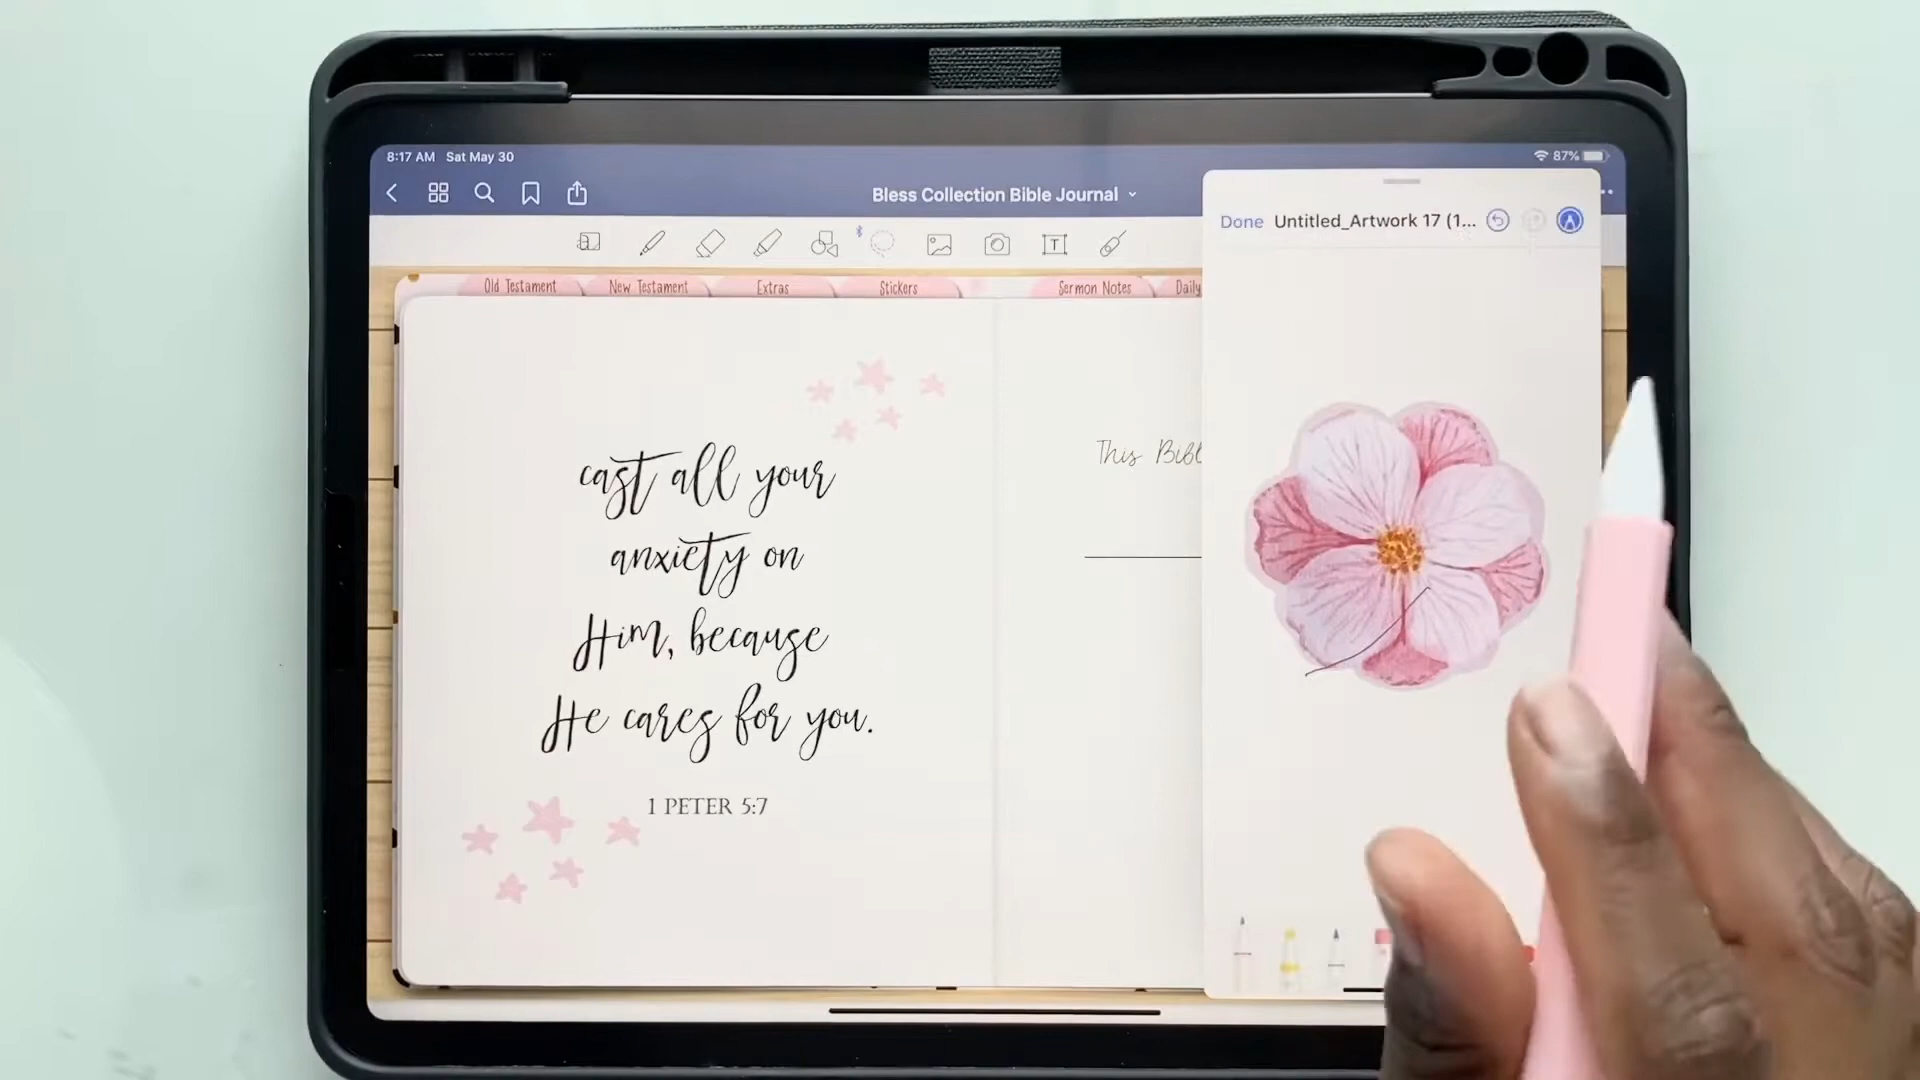 8:17 AM Sat May 30
87%
Bless Collection Bible Journal
Done Untitled_Artwork 17 (1...
Old Testament New Testament Extras Stickers Sermon Notes Daily
cast all your
anxiety on
Him, because
He cares for you.
1 PETER 5:7
This